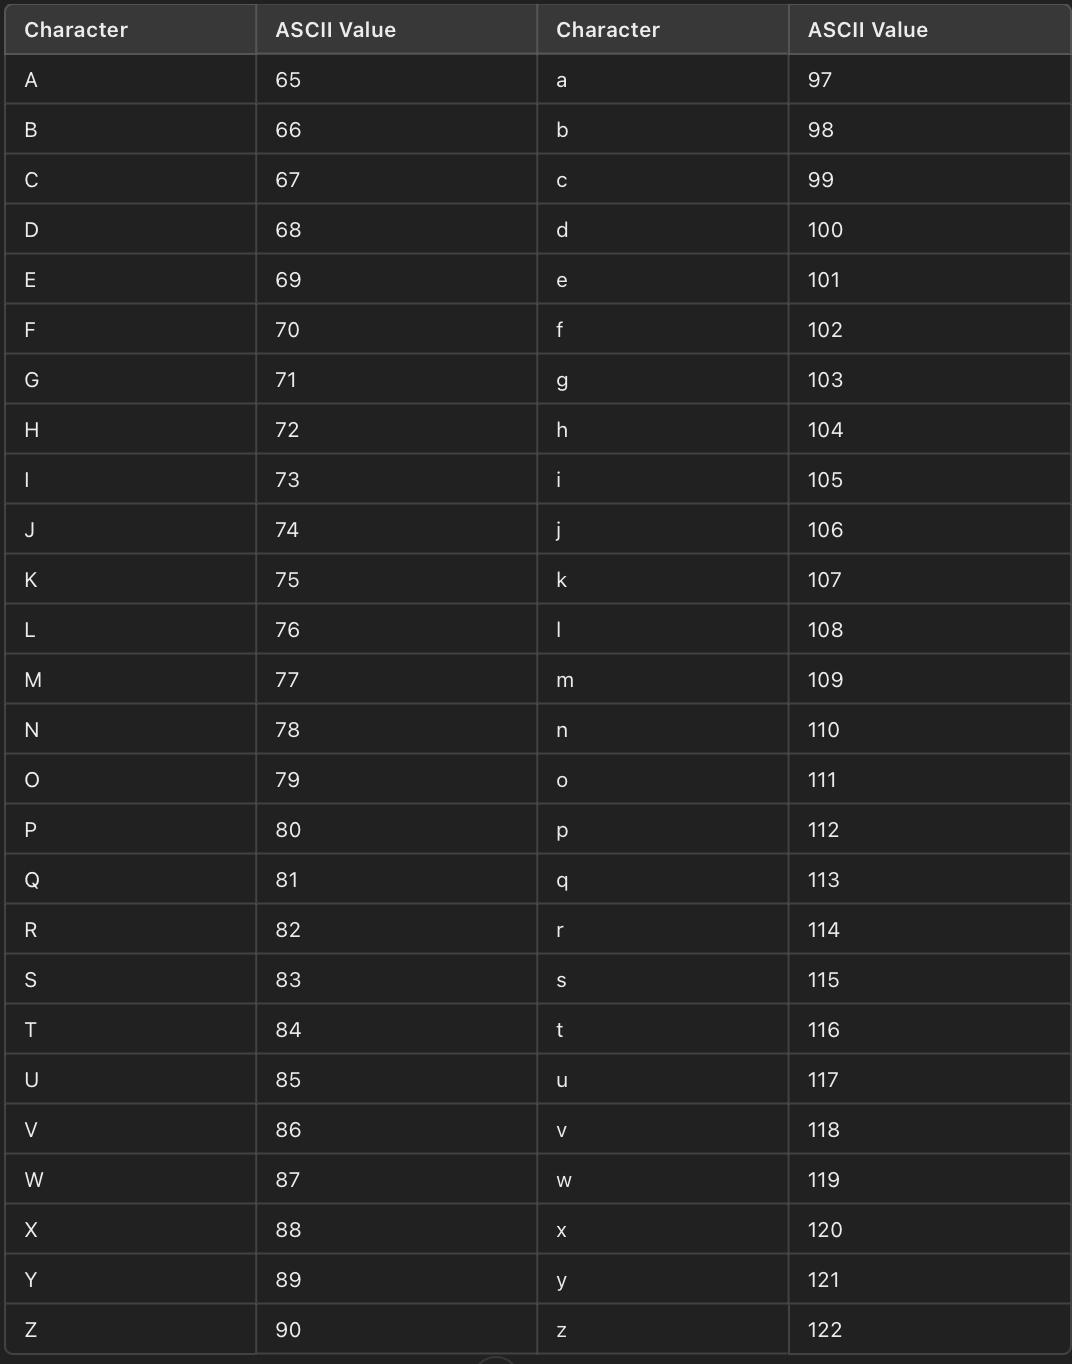 Character ASCII Value Character ASCII Value
A 65 a 97
B 66 b 98
C 67 c 99
D 68 d 100
E 69 e 101
F 70 f 102
G 71 g 103
H 72 h 104
I 73 i 105
J 74 j 106
K 75 k 107
L 76 l 108
M 77 m 109
N 78 n 110
O 79 o 111
P 80 p 112
Q 81 q 113
R 82 r 114
S 83 s 115
T 84 t 116
U 85 u 117
V 86 v 118
W 87 w 119
X 88 x 120
Y 89 y 121
Z 90 z 122